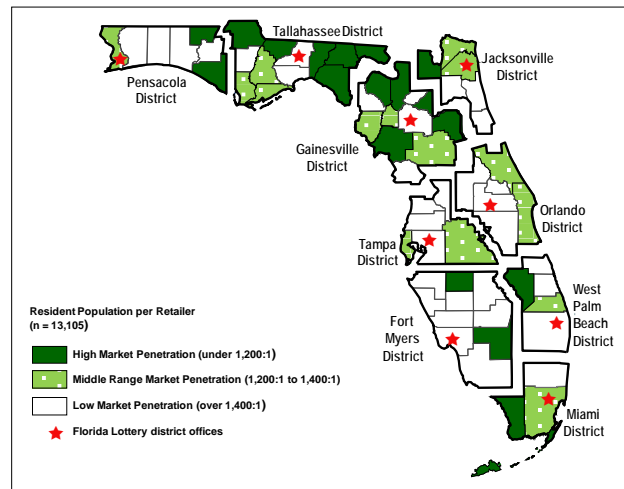 Tallahassee District
Jacksonville
District
Pensacola
District
Gainesville
District
Orlando
District
Tampa
District
West
Palm
Beach
District
Fort
Myers
District
Miami
District
Resident Population per Retailer
(n = 13,105)
High Market Penetration (under 1,200:1)
Middle Range Market Penetration (1,200:1 to 1,400:1)
Low Market Penetration (over 1,400:1)
Florida Lottery district offices